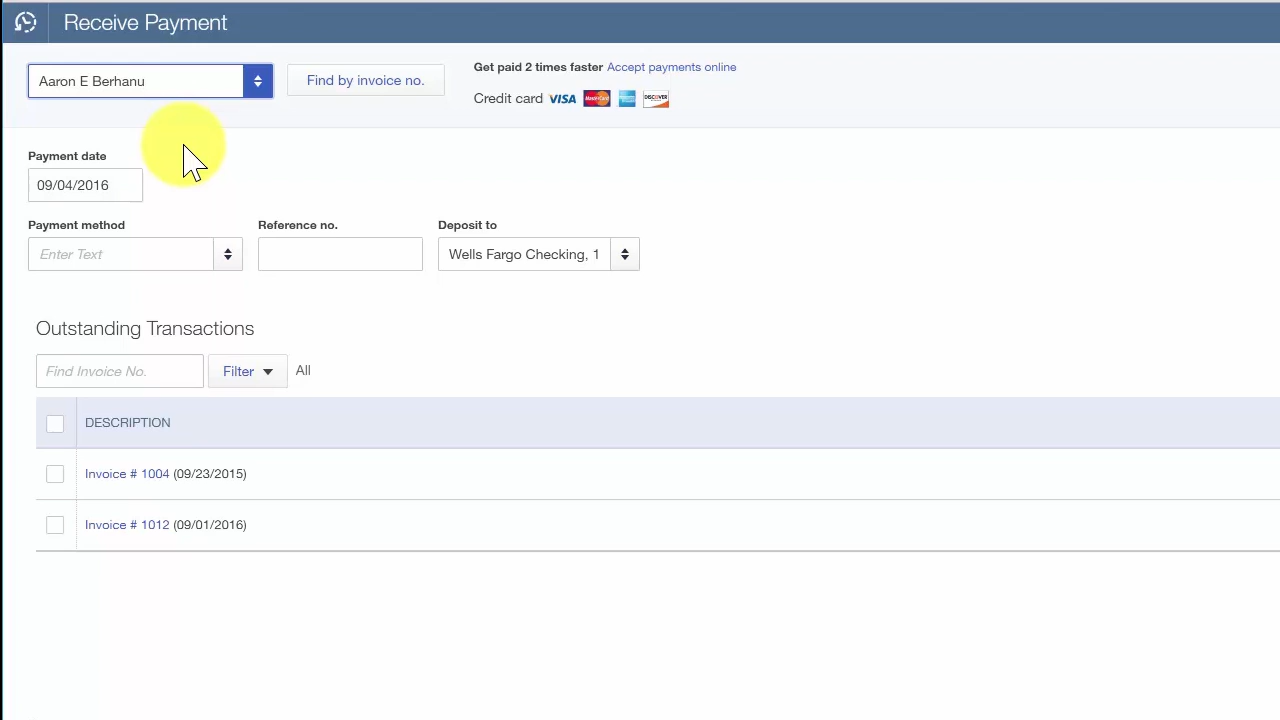 Receive Payment
Aaron E Berhanu
Find by invoice no.
Get paid 2 times faster Accept payments online
Credit card VISA MasterCard DISCOVER
Payment date
09/04/2016
Payment method
Reference no.
Deposit to
Enter Text
Wells Fargo Checking, 1
Outstanding Transactions
Find Invoice No.
Filter
All
DESCRIPTION
Invoice # 1004 (09/23/2015)
Invoice # 1012 (09/01/2016)